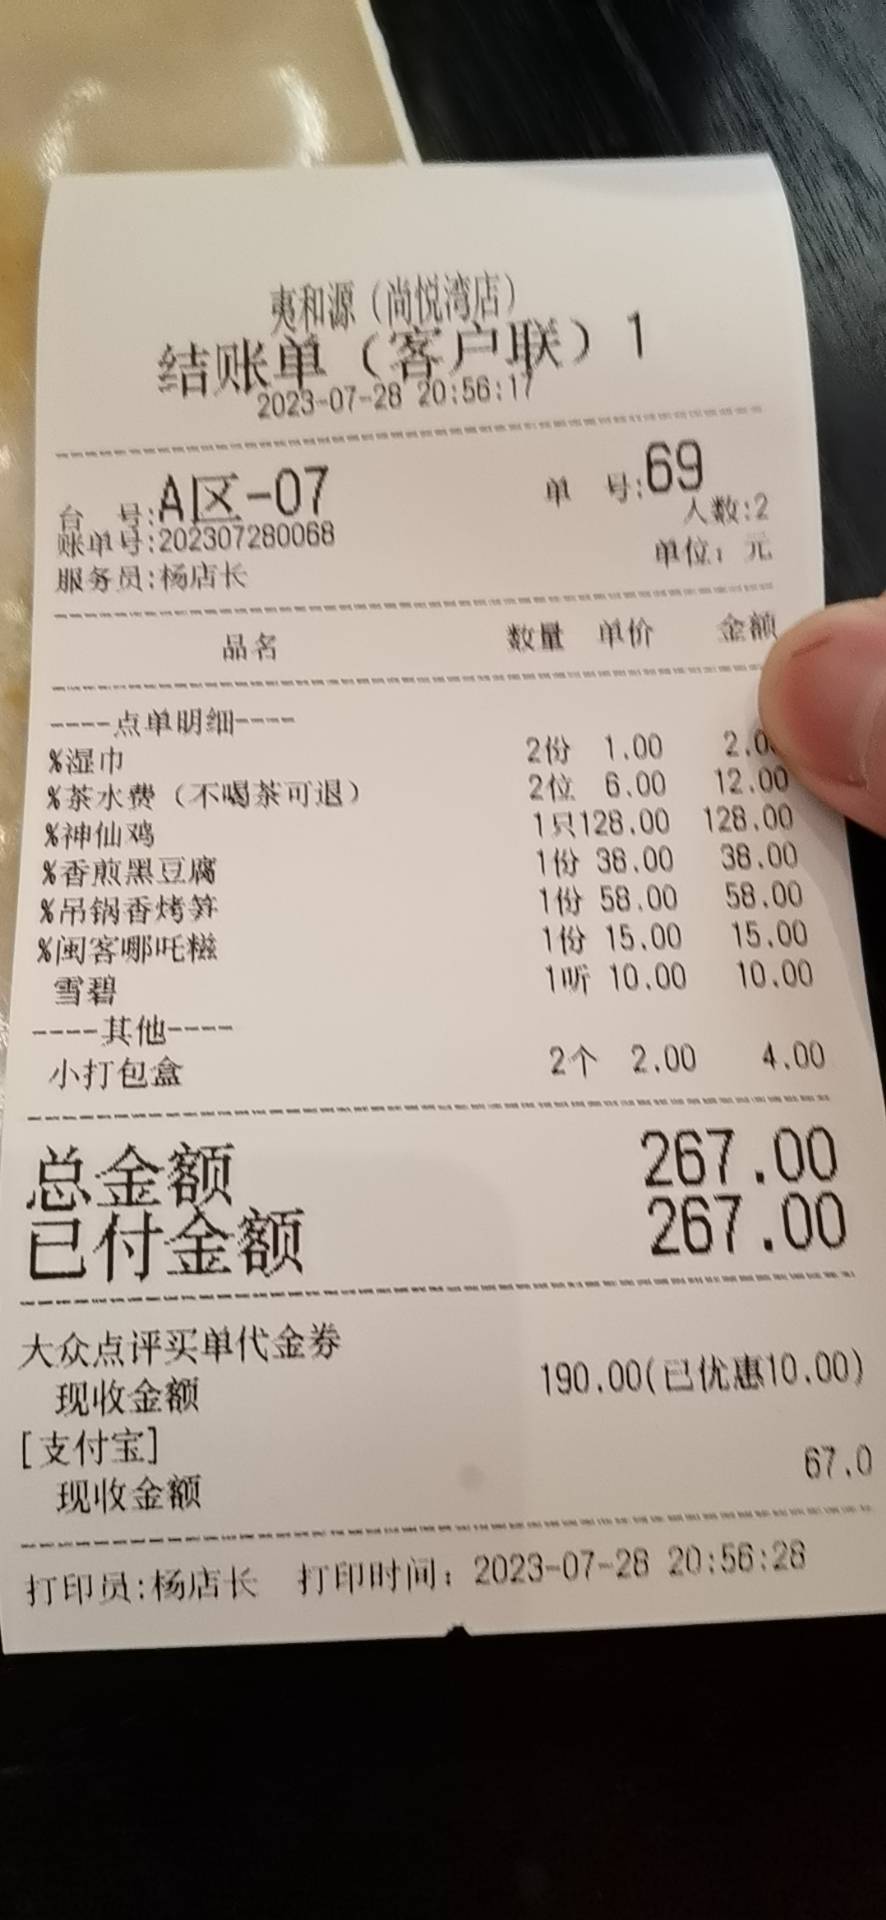 夷和源（尚悦湾店）
结账单（客户联）1
2023-07-28 20:56:17
台 号:A区-07 单 号:69
人数:2
账单号:202307280068
服务员:杨店长 单位：元
品名 数量 单价 金额
----点单明细----
%湿巾 2份 1.00 2.0
%茶水费（不喝茶可退） 2位 6.00 12.00
%神仙鸡 1只128.00 128.00
%香煎黑豆腐 1份 38.00 38.00
%吊锅香烤笋 1份 58.00 58.00
%闽客哪吒糍 1份 15.00 15.00
雪碧 1听 10.00 10.00
----其他----
小打包盒 2个 2.00 4.00
总金额 267.00
已付金额 267.00
大众点评买单代金券
现收金额 190.00(已优惠10.00)
[支付宝]
现收金额 67.0
打印员:杨店长 打印时间：2023-07-28 20:56:28